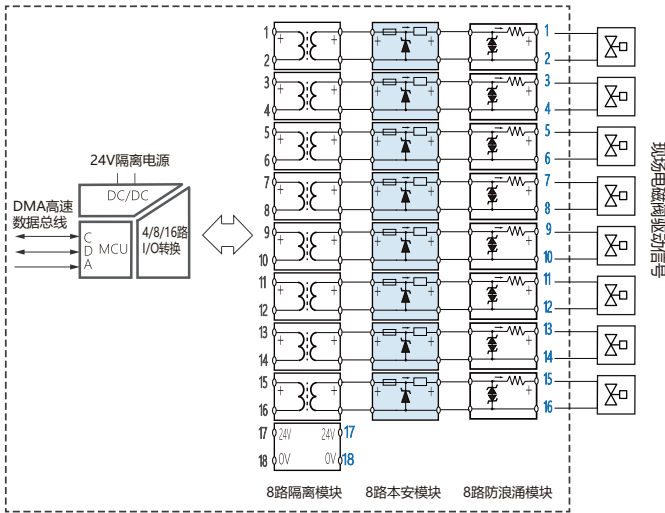 24V隔离电源
DC/DC
DMA高速
数据总线
C
D
A
MCU
4/8/16路
I/O转换
1
2
3
4
5
6
7
8
9
10
11
12
13
14
15
16
17 24V 24V 17
18 0V 0V 18
1
2
3
4
5
6
7
8
9
10
11
12
13
14
15
16
8路隔离模块
8路本安模块
8路防浪涌模块
现场电磁阀驱动信号